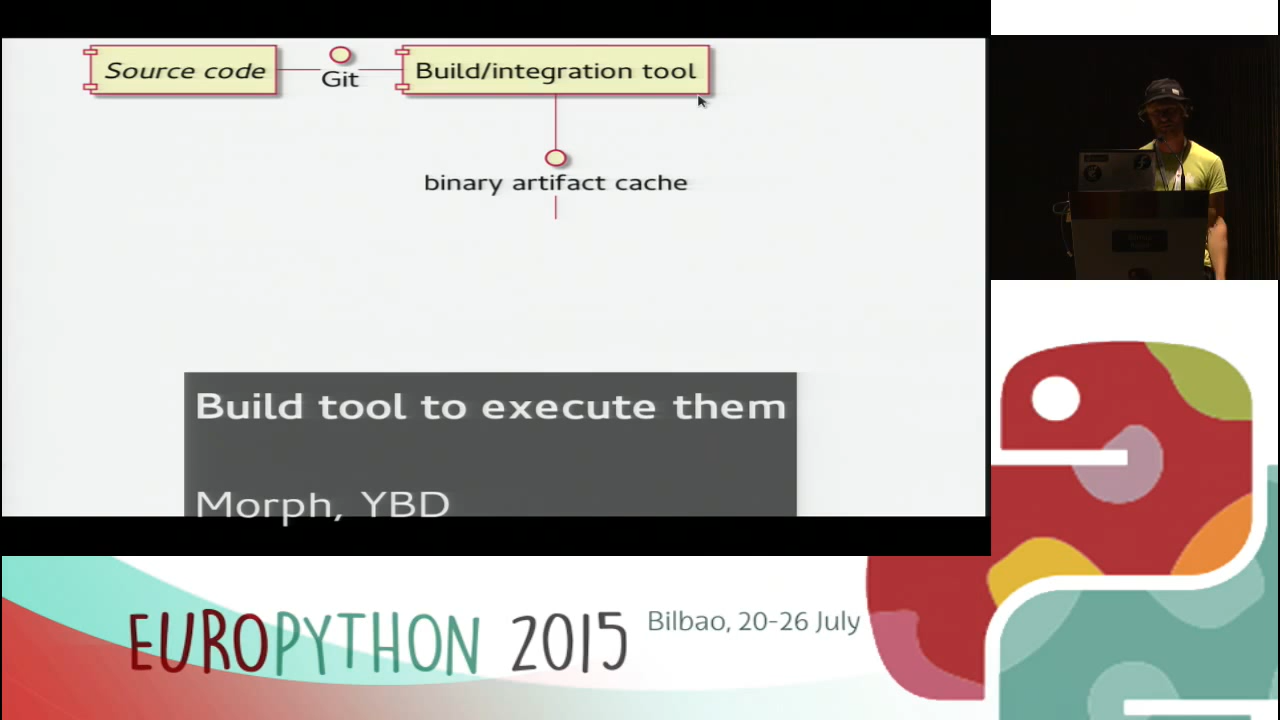 Source code
Git
Build/integration tool
binary artifact cache
Build tool to execute them
Morph, YBD
EUROPYTHON 2015
Bilbao, 20-26 July